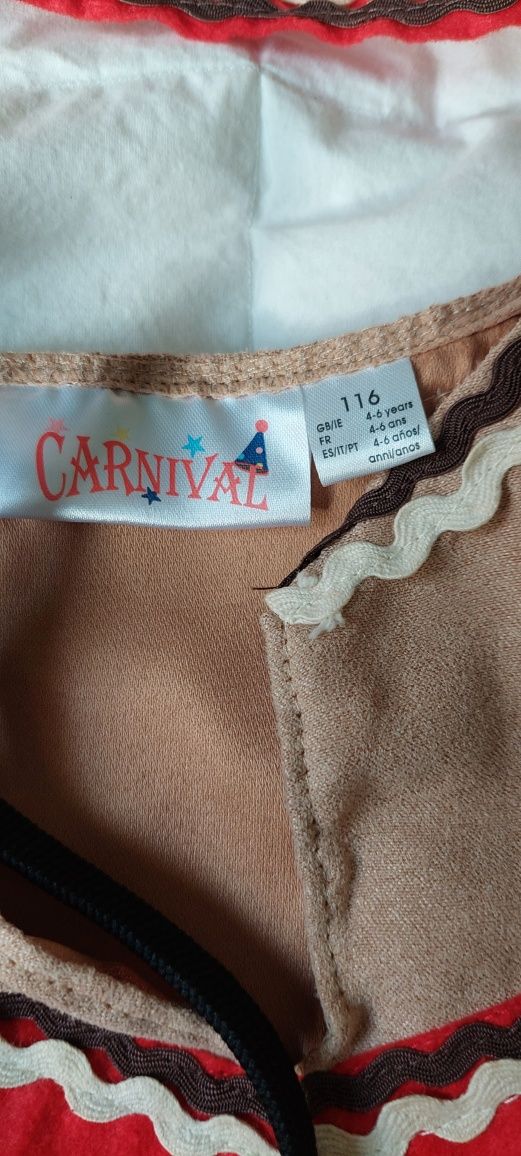 CARNIVAL
116
GB/IE 4-6 years
FR 4-6 ans
ES/IT/PT 4-6 años/
anni/anos